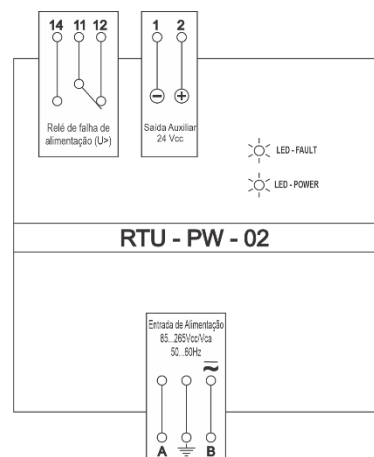 14 11 12
1 2
Relé de falha de
alimentação (U>)
Saída Auxiliar
24 Vcc
LED - FAULT
LED - POWER
RTU - PW - 02
Entrada de Alimentação
85...265Vcc/Vca
50...60Hz
A B